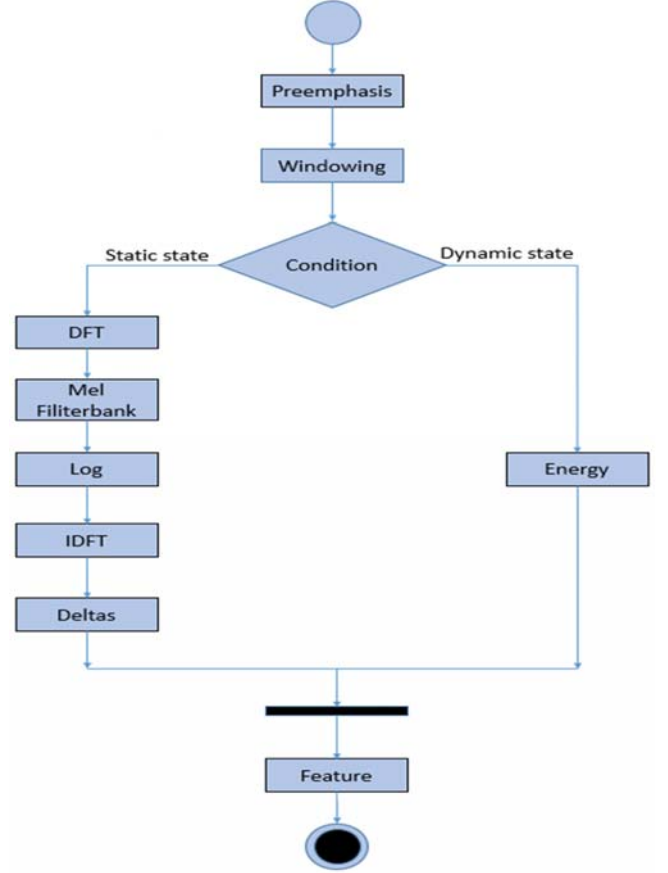 Preemphasis
Windowing
Condition
Static state
Dynamic state
DFT
Mel
Filiterbank
Log
IDFT
Deltas
Energy
Feature